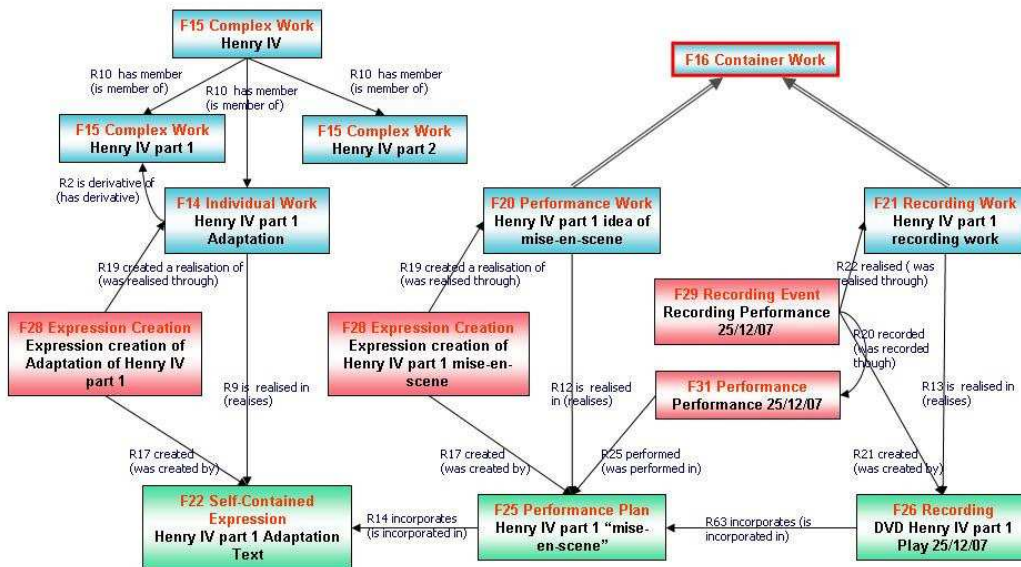 F15 Complex Work
Henry IV
R10 has member
(is member of)
R10 has member
(is member of)
R10 has member
(is member of)
F16 Container Work
F15 Complex Work
Henry IV part 1
F15 Complex Work
Henry IV part 2
R2 is derivative of
(has derivative)
F14 Individual Work
Henry IV part 1
Adaptation
F20 Performance Work
Henry IV part 1 idea of
mise-en-scene
F21 Recording Work
Henry IV part 1
recording work
R19 created a realisation of
(was realised through)
R19 created a realisation of
(was realised through)
R22 realised ( was
realised through)
F28 Expression Creation
Expression creation of
Adaptation of Henry IV
part 1
F28 Expression Creation
Expression creation of
Henry IV part 1 mise-en-
scene
F29 Recording Event
Recording Performance
25/12/07
R20 recorded
(was recorded
though)
R9 is realised in
(realises)
R12 is realised
in (realises)
F31 Performance
Performance 25/12/07
R13 is realised in
(realises)
R17 created
(was created by)
R17 created
(was created by)
R25 performed
(was performed in)
R21 created
(was created by)
F22 Self-Contained
Expression
Henry IV part 1 Adaptation
Text
R14 incorporates
(is incorporated in)
F25 Performance Plan
Henry IV part 1 “mise-
en-scene”
R63 incorporates (is
incorporated in)
F26 Recording
DVD Henry IV part 1
Play 25/12/07